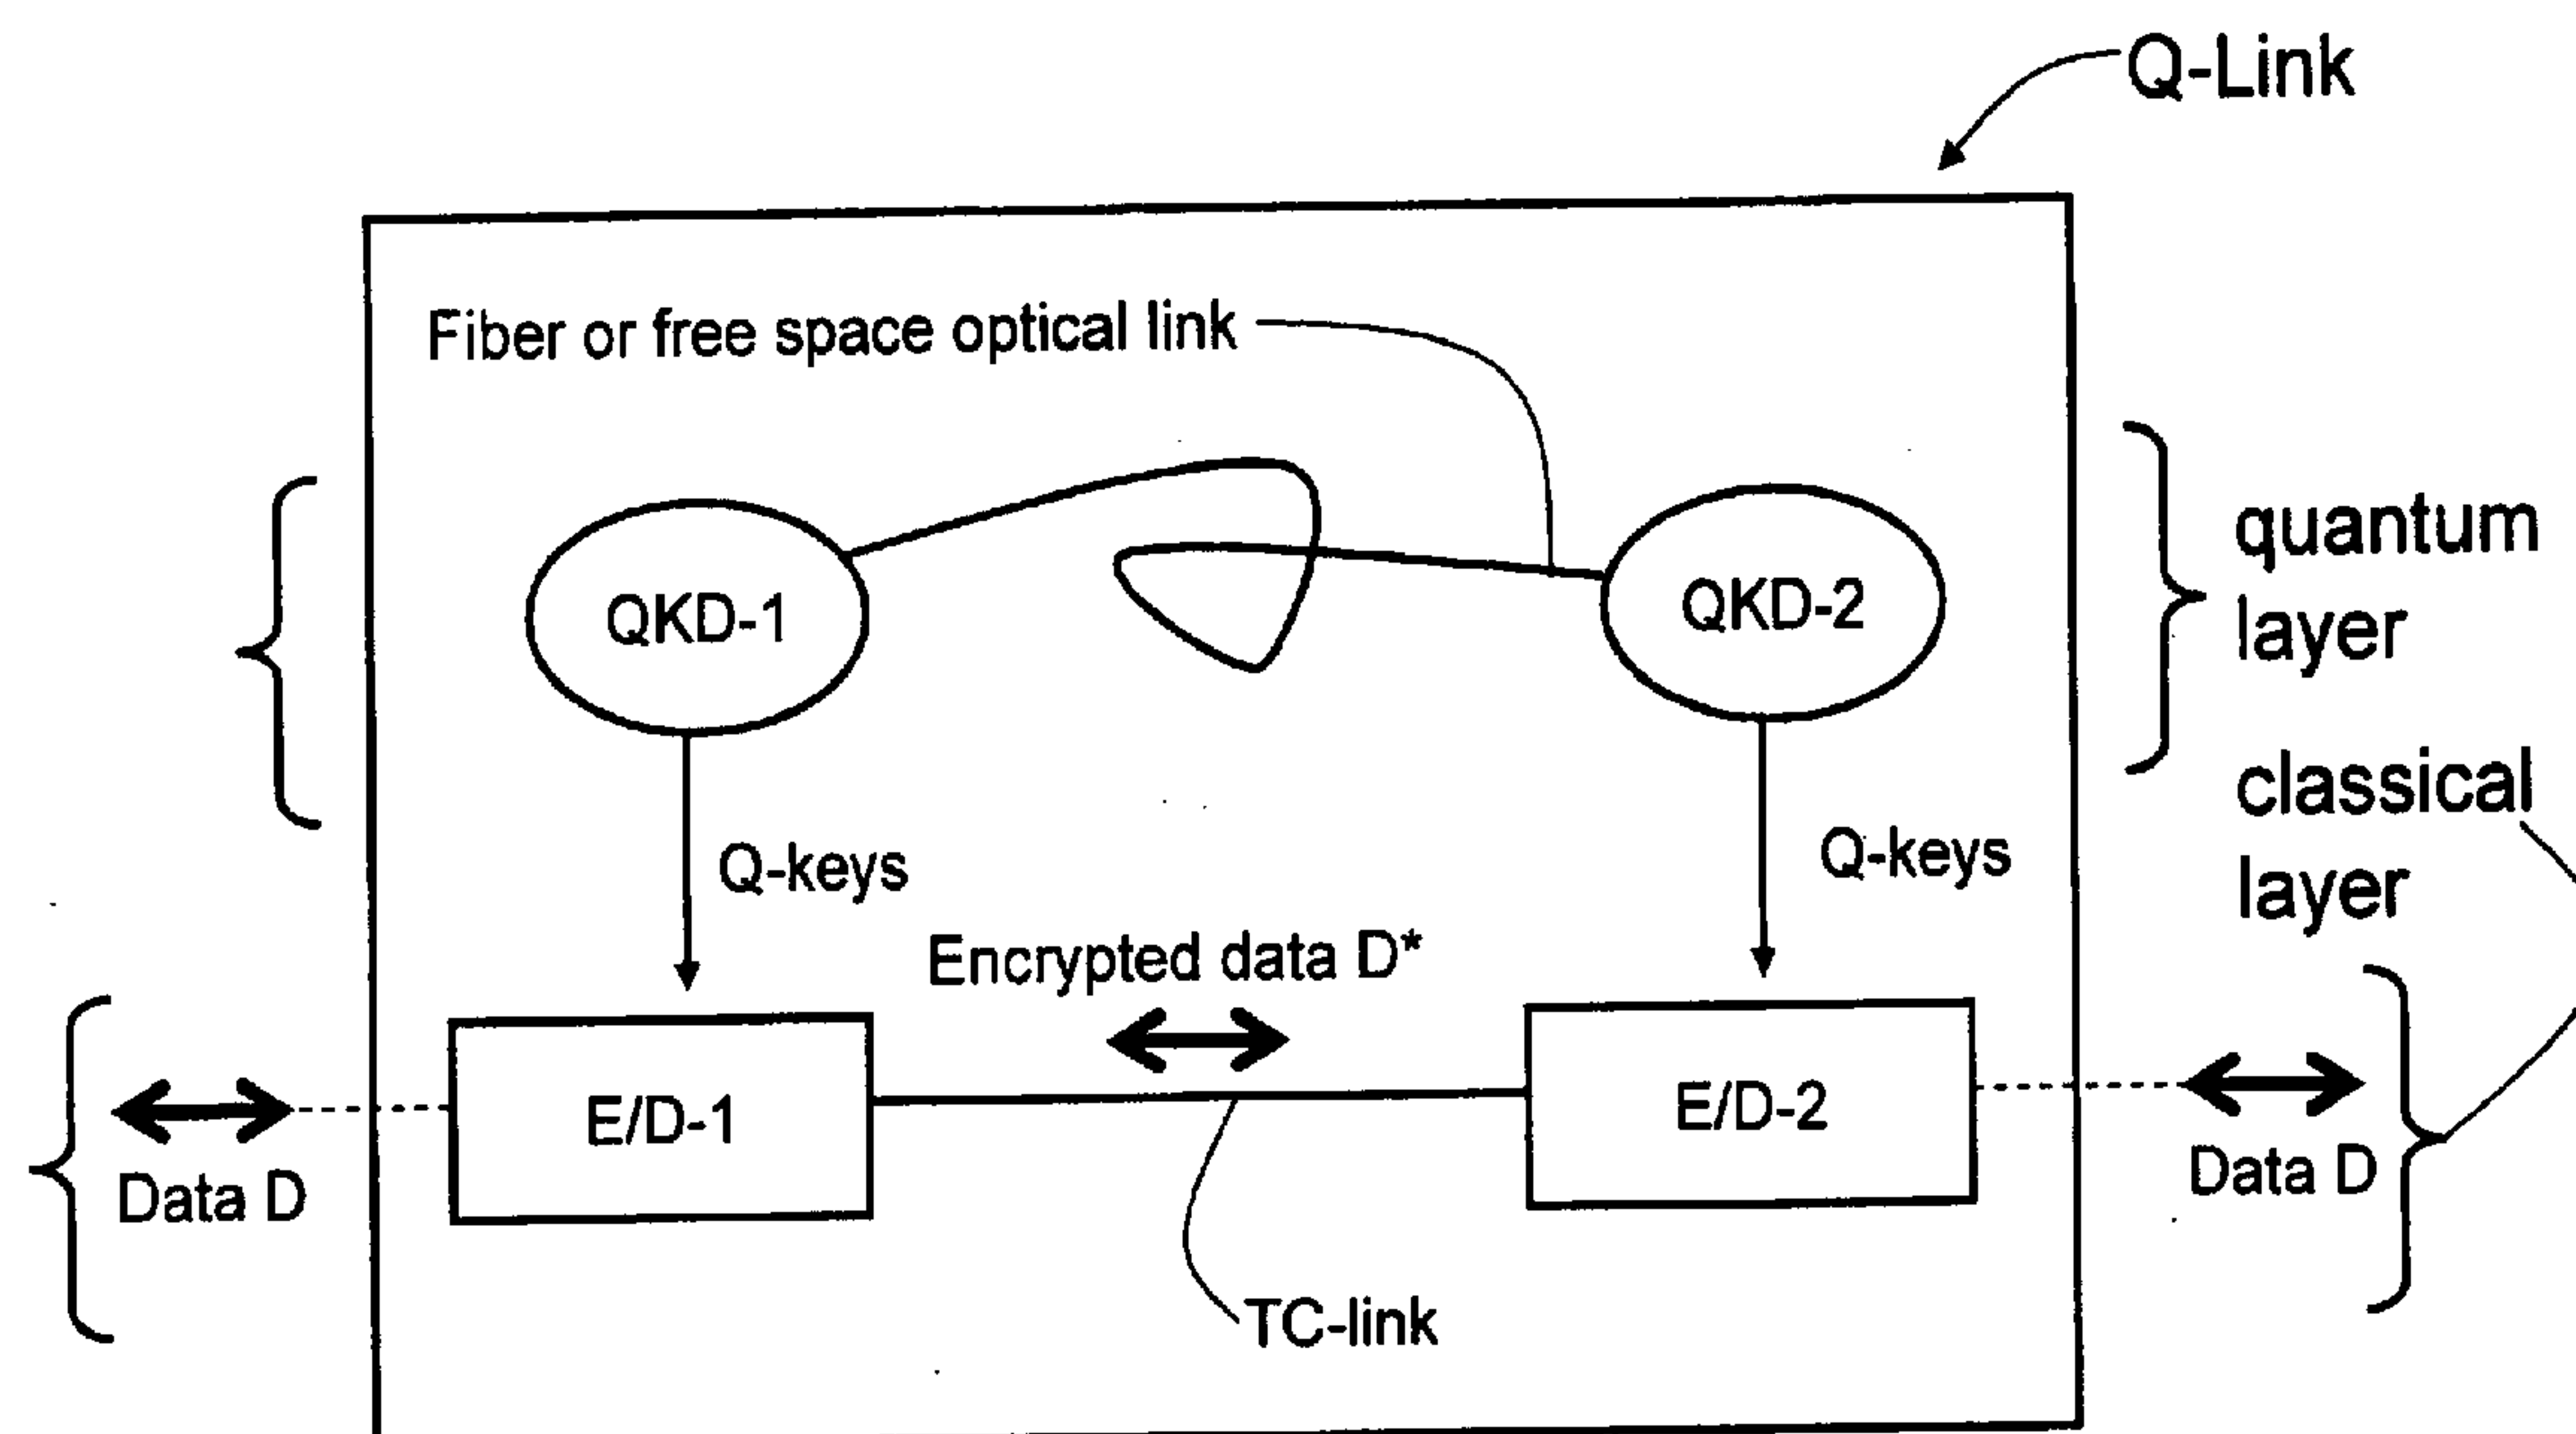 Q-Link
Fiber or free space optical link
QKD-1
QKD-2
quantum
layer
classical
layer
Q-keys
Q-keys
Encrypted data D*
E/D-1
E/D-2
Data D
Data D
TC-link